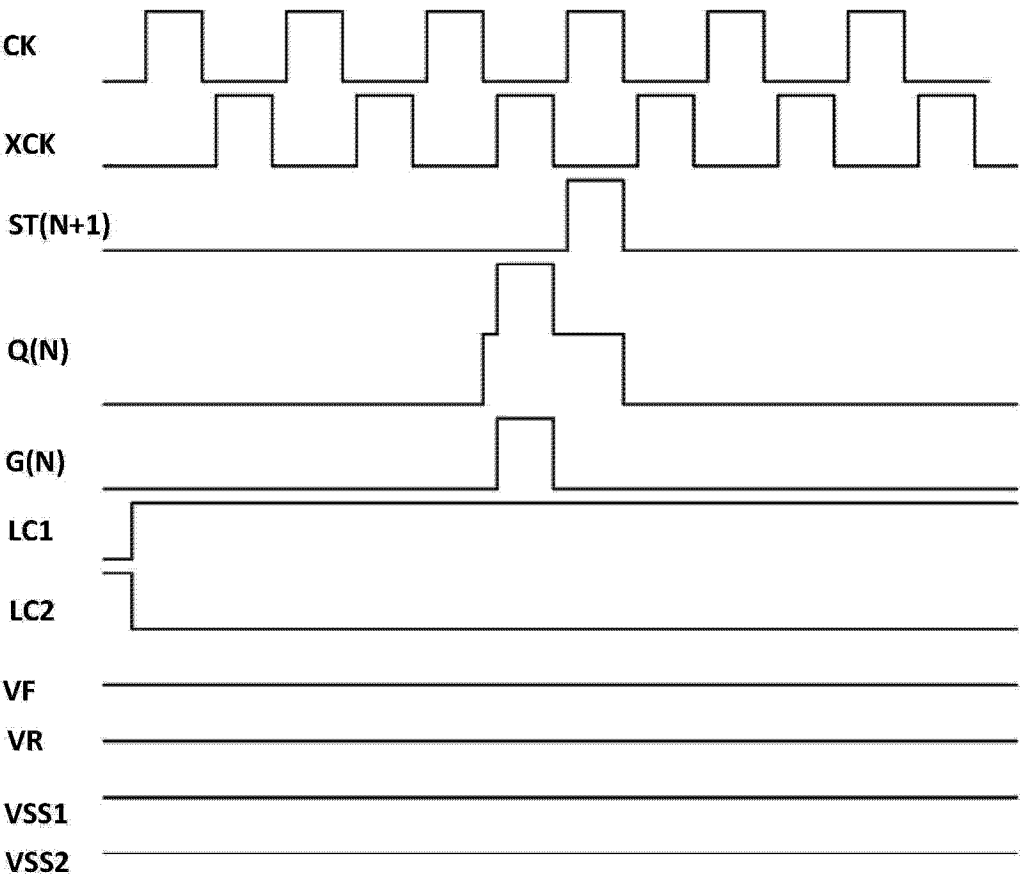 CK
XCK
ST(N+1)
Q(N)
G(N)
LC1
LC2
VF
VR
VSS1
VSS2